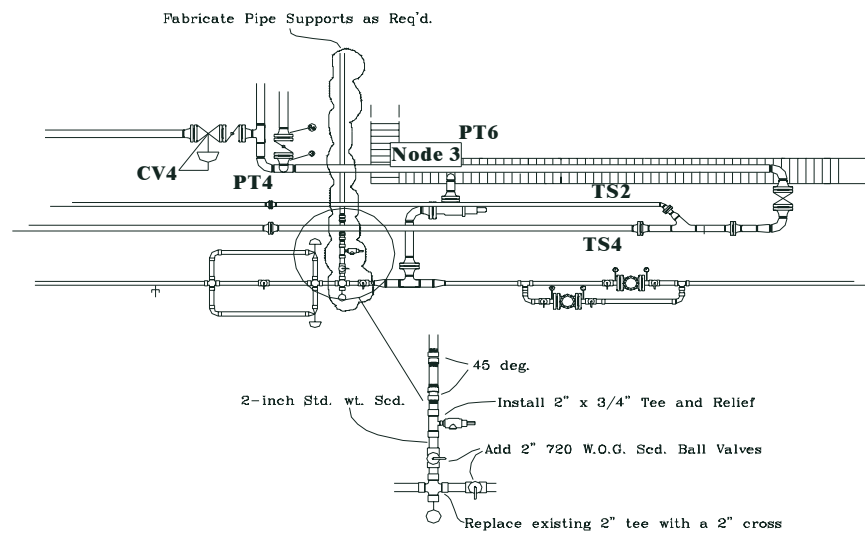 Fabricate Pipe Supports as Req'd.
PT6
Node 3
CV4
PT4
TS2
TS4
45 deg.
2-inch Std. wt. Scd.
Install 2" x 3/4" Tee and Relief
Add 2" 720 W.O.G. Scd. Ball Valves
Replace existing 2" tee with a 2" cross